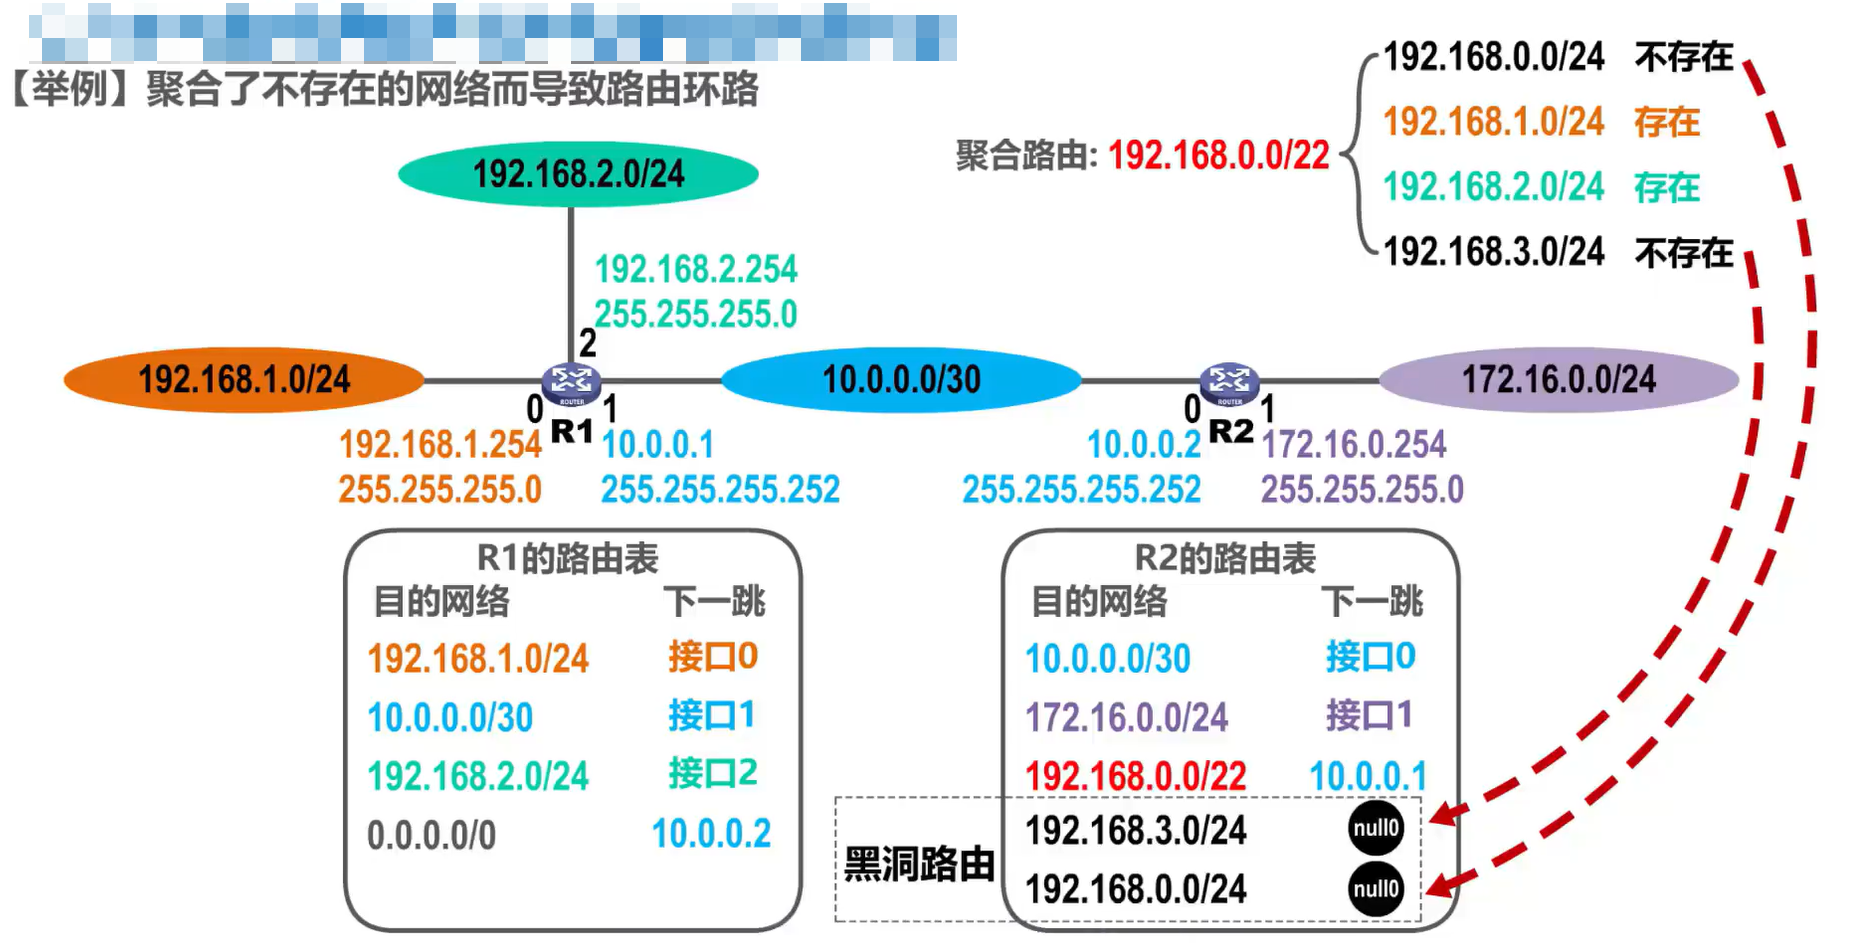 【举例】聚合了不存在的网络而导致路由环路
192.168.0.0/24 不存在
192.168.1.0/24 存在
聚合路由: 192.168.0.0/22
192.168.2.0/24 存在
192.168.3.0/24 不存在
192.168.2.0/24
192.168.2.254
255.255.255.0
2
192.168.1.0/24
10.0.0.0/30
172.16.0.0/24
ROUTER
ROUTER
0 R1 1
0 R2 1
192.168.1.254
255.255.255.0
10.0.0.1
255.255.255.252
10.0.0.2
255.255.255.252
172.16.0.254
255.255.255.0
R1的路由表
目的网络 下一跳
192.168.1.0/24 接口0
10.0.0.0/30 接口1
192.168.2.0/24 接口2
0.0.0.0/0 10.0.0.2
R2的路由表
目的网络 下一跳
10.0.0.0/30 接口0
172.16.0.0/24 接口1
192.168.0.0/22 10.0.0.1
黑洞路由
192.168.3.0/24 null0
192.168.0.0/24 null0